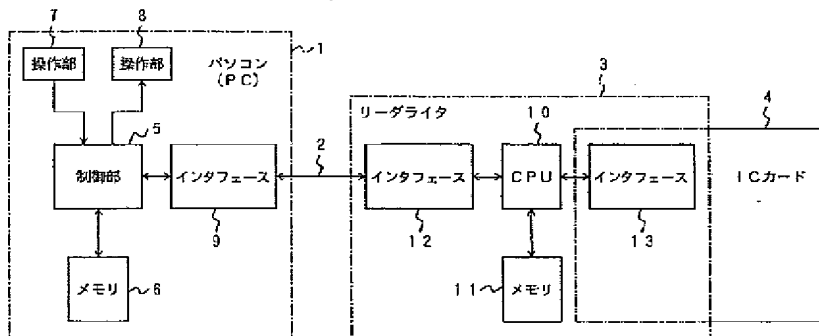 7
8
操作部
操作部
パソコン
(PC)
1
5
制御部
インタフェース
9
メモリ
6
2
3
リーダライタ
10
インタフェース
12
CPU
11
メモリ
インタフェース
13
4
ICカード